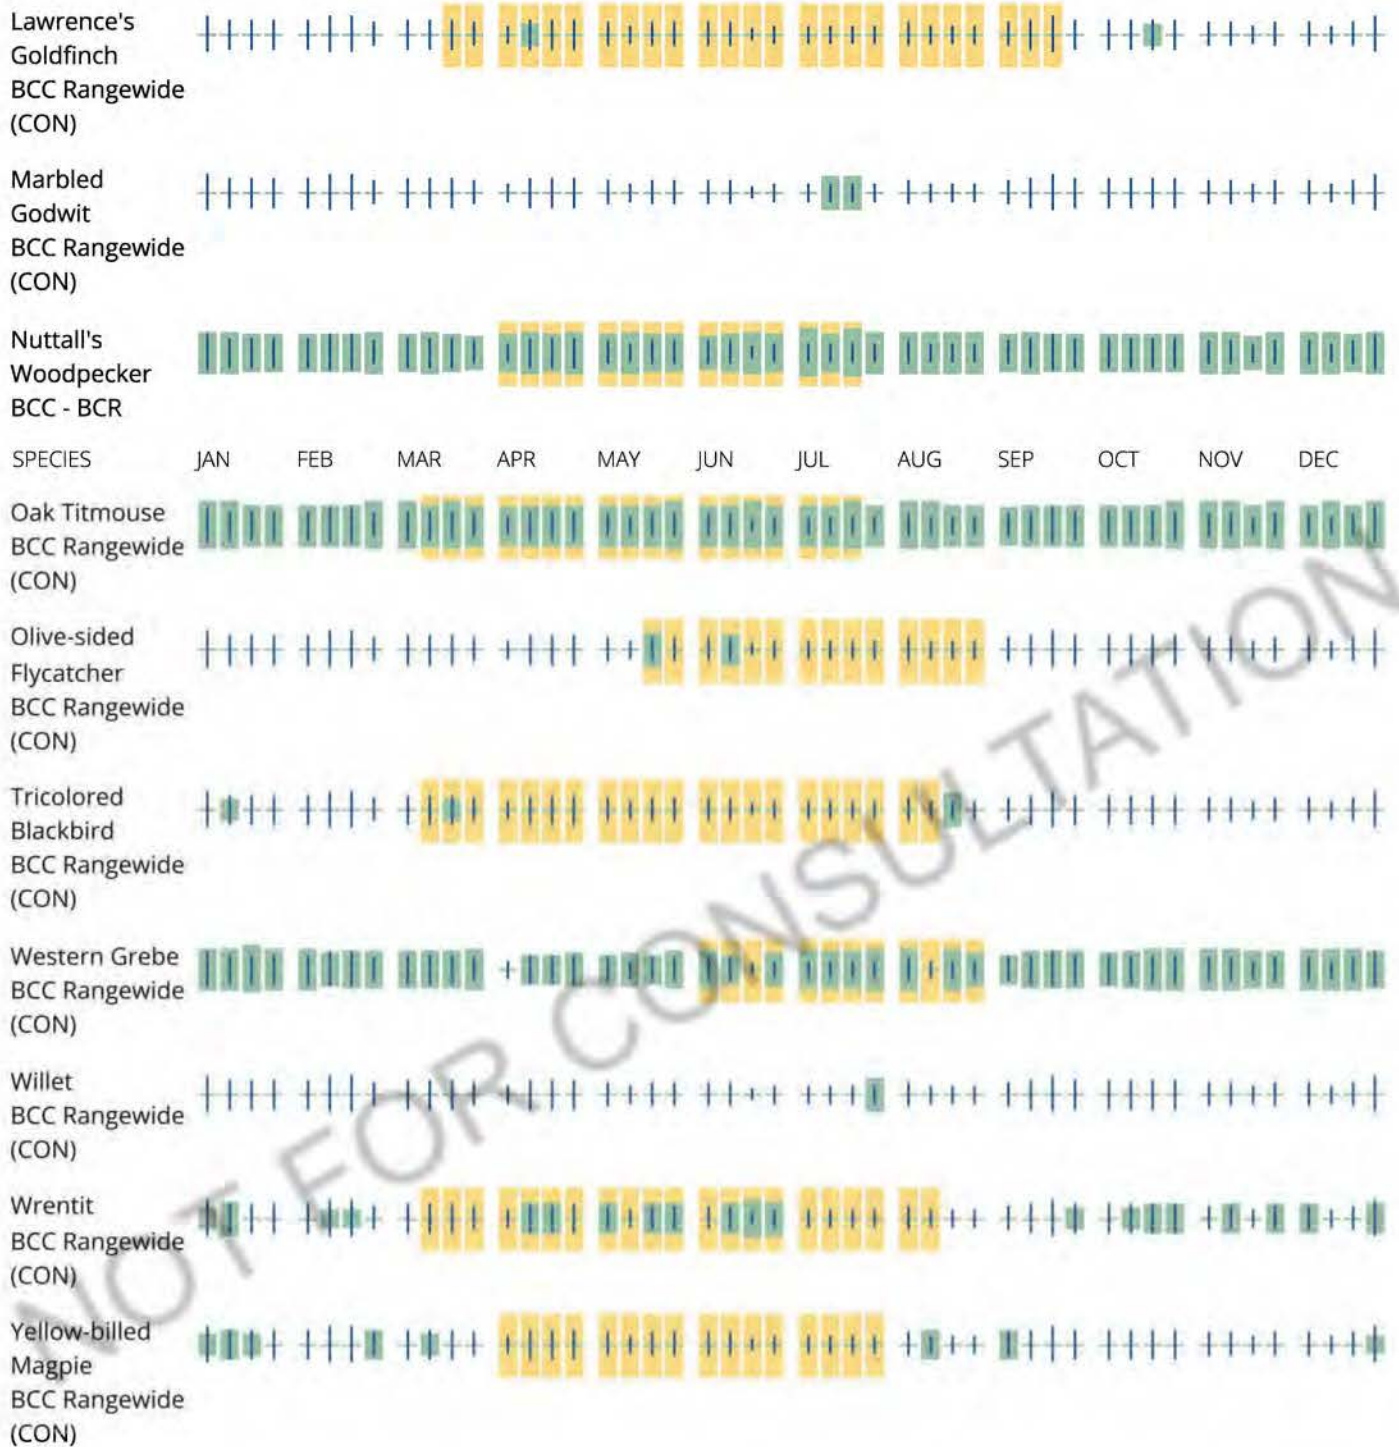 Lawrence's
Goldfinch
BCC Rangewide
(CON)
Marbled
Godwit
BCC Rangewide
(CON)
Nuttall's
Woodpecker
BCC - BCR
SPECIES JAN FEB MAR APR MAY JUN JUL AUG SEP OCT NOV DEC
Oak Titmouse
BCC Rangewide
(CON)
Olive-sided
Flycatcher
BCC Rangewide
(CON)
Tricolored
Blackbird
BCC Rangewide
(CON)
Western Grebe
BCC Rangewide
(CON)
Willet
BCC Rangewide
(CON)
Wrentit
BCC Rangewide
(CON)
Yellow-billed
Magpie
BCC Rangewide
(CON)
NOT FOR CONSULTATION